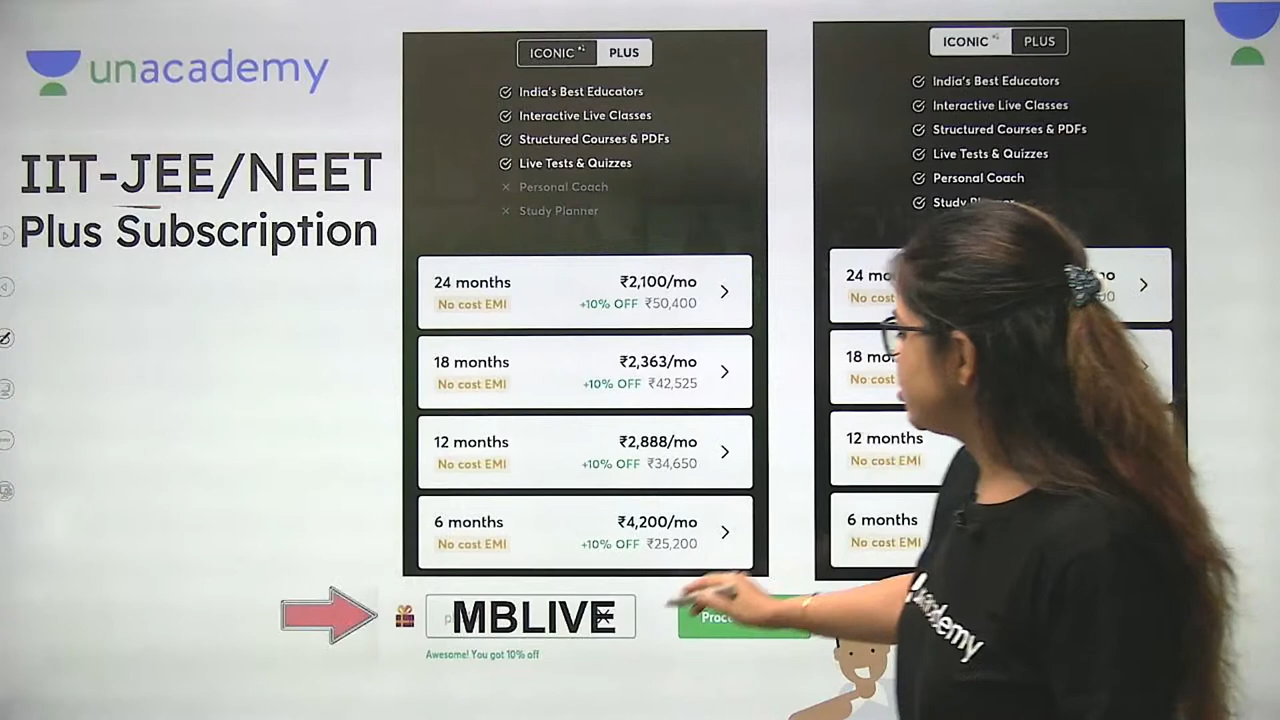 unacademy
IIT-JEE/NEET
Plus Subscription
ICONIC PLUS
India's Best Educators
Interactive Live Classes
Structured Courses & PDFs
Live Tests & Quizzes
Personal Coach
Study Planner
24 months ₹2,100/mo
No cost EMI +10% OFF ₹50,400
18 months ₹2,363/mo
No cost EMI +10% OFF ₹42,525
12 months ₹2,888/mo
No cost EMI +10% OFF ₹34,650
6 months ₹4,200/mo
No cost EMI +10% OFF ₹25,200
MBLIVE
Awesome! You got 10% off
ICONIC PLUS
India's Best Educators
Interactive Live Classes
Structured Courses & PDFs
Live Tests & Quizzes
Personal Coach
Study
24
No
18
No cost
12 months
No cost EMI
6 months
No cost EMI